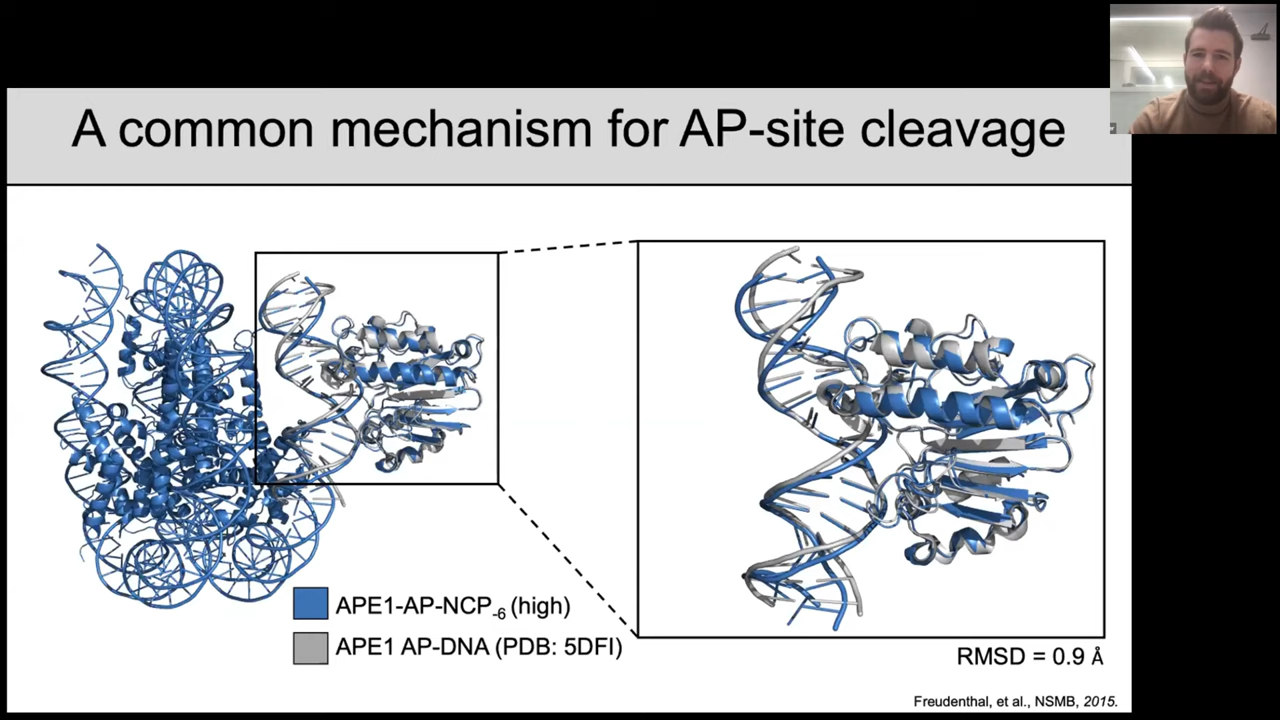 A common mechanism for AP-site cleavage
APE1-AP-NCP-6 (high)
APE1 AP-DNA (PDB: 5DFI)
RMSD = 0.9 Å
Freudenthal, et al., NSMB, 2015.